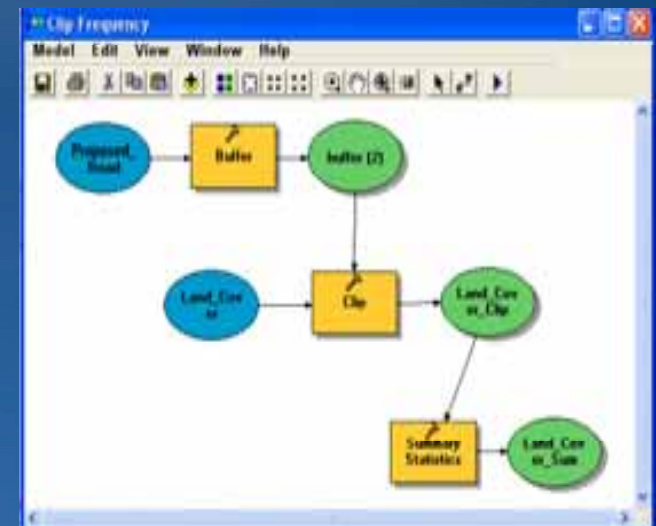 Clip Frequency
Model Edit View Window Help
Proposed_
Road
Buffer
buffer (2)
Land_Cov
er
Clip
Land_Cov
er_Clip
Summary
Statistics
Land_Cov
er_Sum